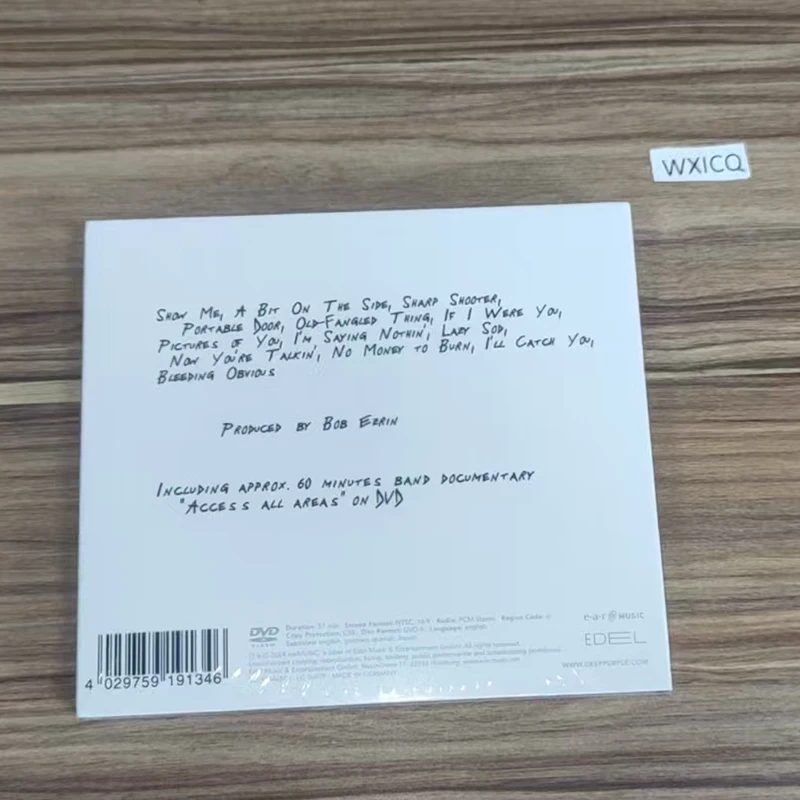 WXICQ
SHOW ME, A BIT ON THE SIDE, SHARP SHOOTER,
PORTABLE DOOR, OLD-FANGLED THING, IF I WERE YOU,
PICTURES OF YOU, I'M SAYING NOTHIN', LAZY SOD,
NOW YOU'RE TALKIN', NO MONEY TO BURN, I'LL CATCH YOU,
BLEEDING OBVIOUS
PRODUCED BY BOB EZRIN
INCLUDING APPROX. 60 MINUTES BAND DOCUMENTARY
"ACCESS ALL AREAS" ON DVD
4 029759 191346
DVD
VIDEO
e·a·r MUSIC
EDEL
WWW.DEEPPURPLE.COM